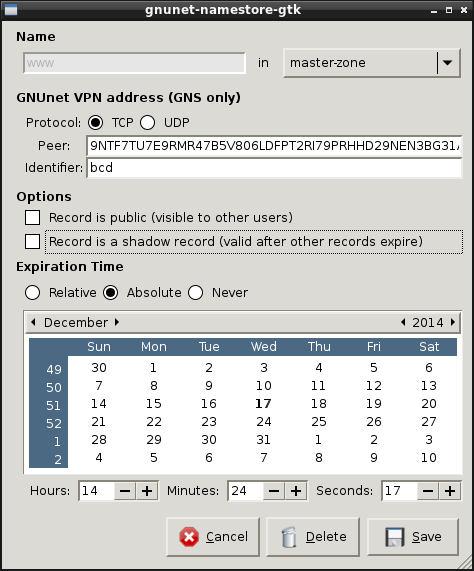 gnunet-namestore-gtk
Name
www in master-zone
GNUnet VPN address (GNS only)
Protocol: TCP UDP
Peer: 9NTF7TU7E9RMR47B5V806LDFPT2RI79PRHHD29NEN3BG31
Identifier: bcd
Options
Record is public (visible to other users)
Record is a shadow record (valid after other records expire)
Expiration Time
Relative Absolute Never
December 2014
Sun Mon Tue Wed Thu Fri Sat
49 30 1 2 3 4 5 6
50 7 8 9 10 11 12 13
51 14 15 16 17 18 19 20
52 21 22 23 24 25 26 27
1 28 29 30 31 1 2 3
2 4 5 6 7 8 9 10
Hours: 14 Minutes: 24 Seconds: 17
Cancel Delete Save